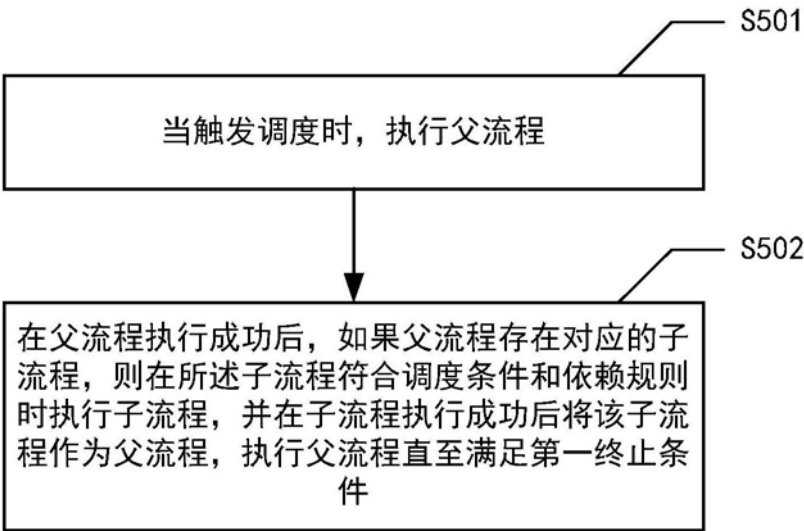 S501
当触发调度时，执行父流程
S502
在父流程执行成功后，如果父流程存在对应的子
流程，则在所述子流程符合调度条件和依赖规则
时执行子流程，并在子流程执行成功后将该子流
程作为父流程，执行父流程直至满足第一终止条
件